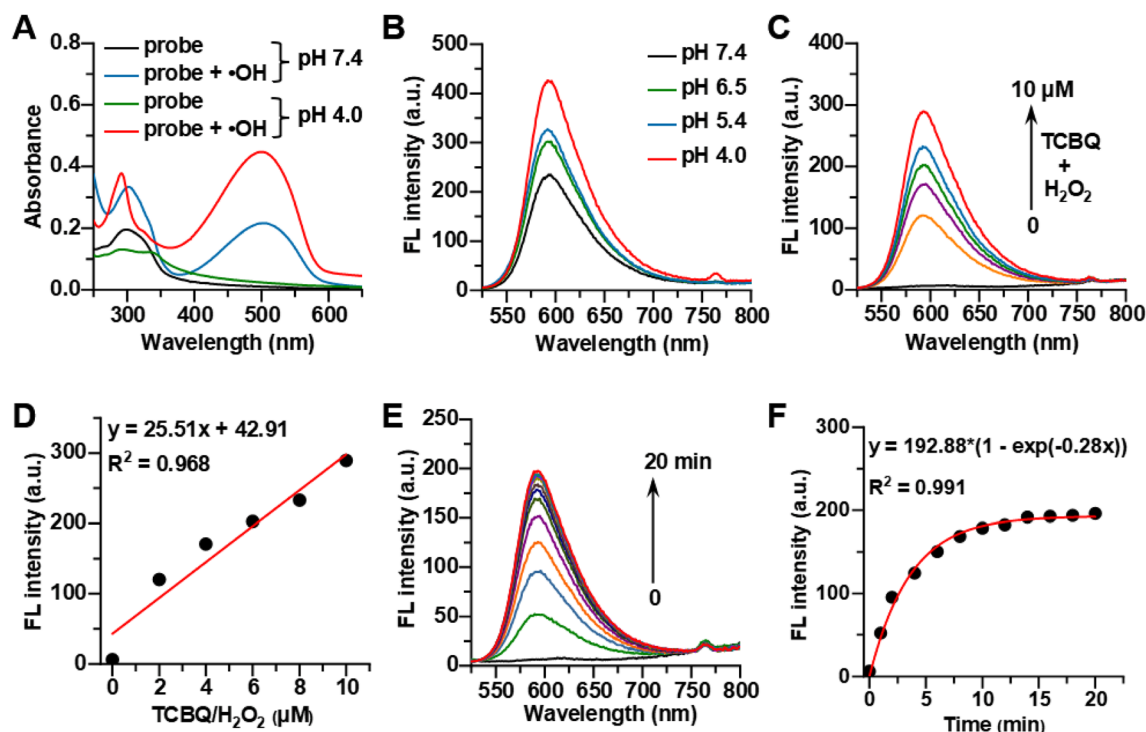 A
0.8
0.6
0.4
0.2
0.0
Absorbance
300
400
500
600
Wavelength (nm)
probe
probe + •OH
pH 7.4
probe
probe + •OH
pH 4.0
B
500
400
300
200
100
0
FL intensity (a.u.)
550
600
650
700
750
800
Wavelength (nm)
pH 7.4
pH 6.5
pH 5.4
pH 4.0
C
400
300
200
100
0
FL intensity (a.u.)
550
600
650
700
750
800
Wavelength (nm)
10 µM
TCBQ
+
H₂O₂
0
D
300
200
100
0
FL intensity (a.u.)
0
2
4
6
8
10
TCBQ/H₂O₂ (µM)
y = 25.51x + 42.91
R² = 0.968
E
250
200
150
100
50
0
FL intensity (a.u.)
550
600
650
700
750
800
Wavelength (nm)
20 min
0
F
300
200
100
0
FL intensity (a.u.)
0
5
10
15
20
Time (min)
y = 192.88*(1 - exp(-0.28x))
R² = 0.991